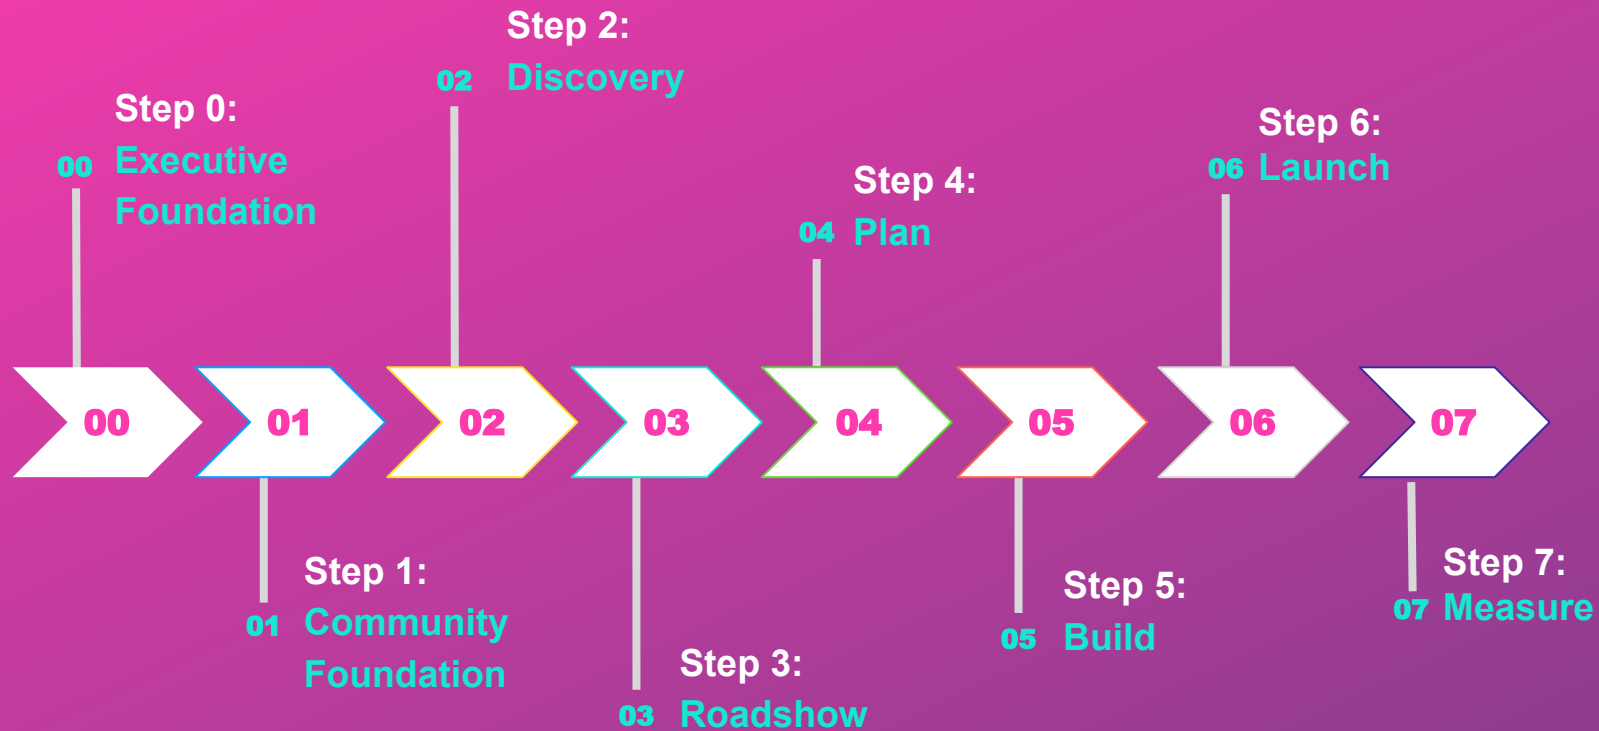 Step 0:
00 Executive
Foundation
Step 2:
02 Discovery
Step 4:
04 Plan
Step 6:
06 Launch
00 01 02 03 04 05 06 07
Step 1:
01 Community
Foundation
Step 3:
03 Roadshow
Step 5:
05 Build
Step 7:
07 Measure